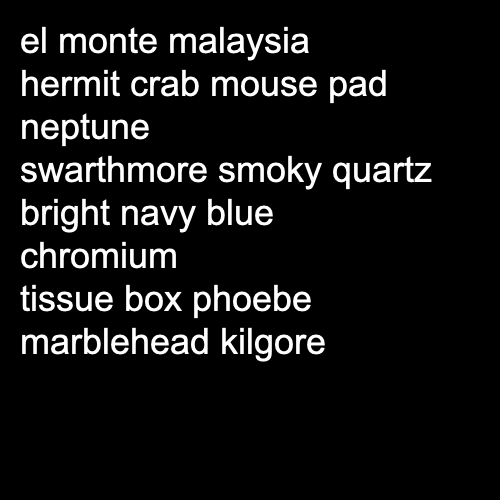 el monte malaysia
hermit crab mouse pad
neptune
swarthmore smoky quartz
bright navy blue
chromium
tissue box phoebe
marblehead kilgore